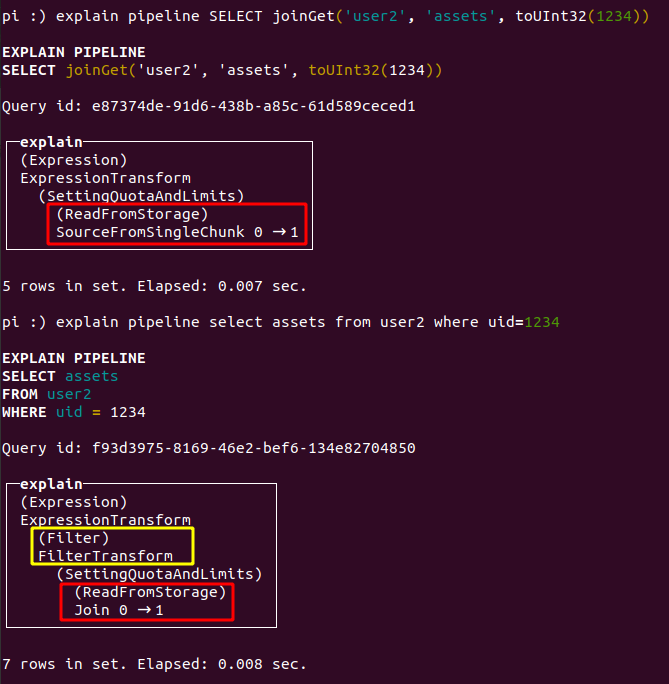 pi :) explain pipeline SELECT joinGet('user2', 'assets', toUInt32(1234))
EXPLAIN PIPELINE
SELECT joinGet('user2', 'assets', toUInt32(1234))
Query id: e87374de-91d6-438b-a85c-61d589ceced1
explain
(Expression)
ExpressionTransform
(SettingQuotaAndLimits)
(ReadFromStorage)
SourceFromSingleChunk 0 → 1
5 rows in set. Elapsed: 0.007 sec.
pi :) explain pipeline select assets from user2 where uid=1234
EXPLAIN PIPELINE
SELECT assets
FROM user2
WHERE uid = 1234
Query id: f93d3975-8169-46e2-bef6-134e82704850
explain
(Expression)
ExpressionTransform
(Filter)
FilterTransform
(SettingQuotaAndLimits)
(ReadFromStorage)
Join 0 → 1
7 rows in set. Elapsed: 0.008 sec.